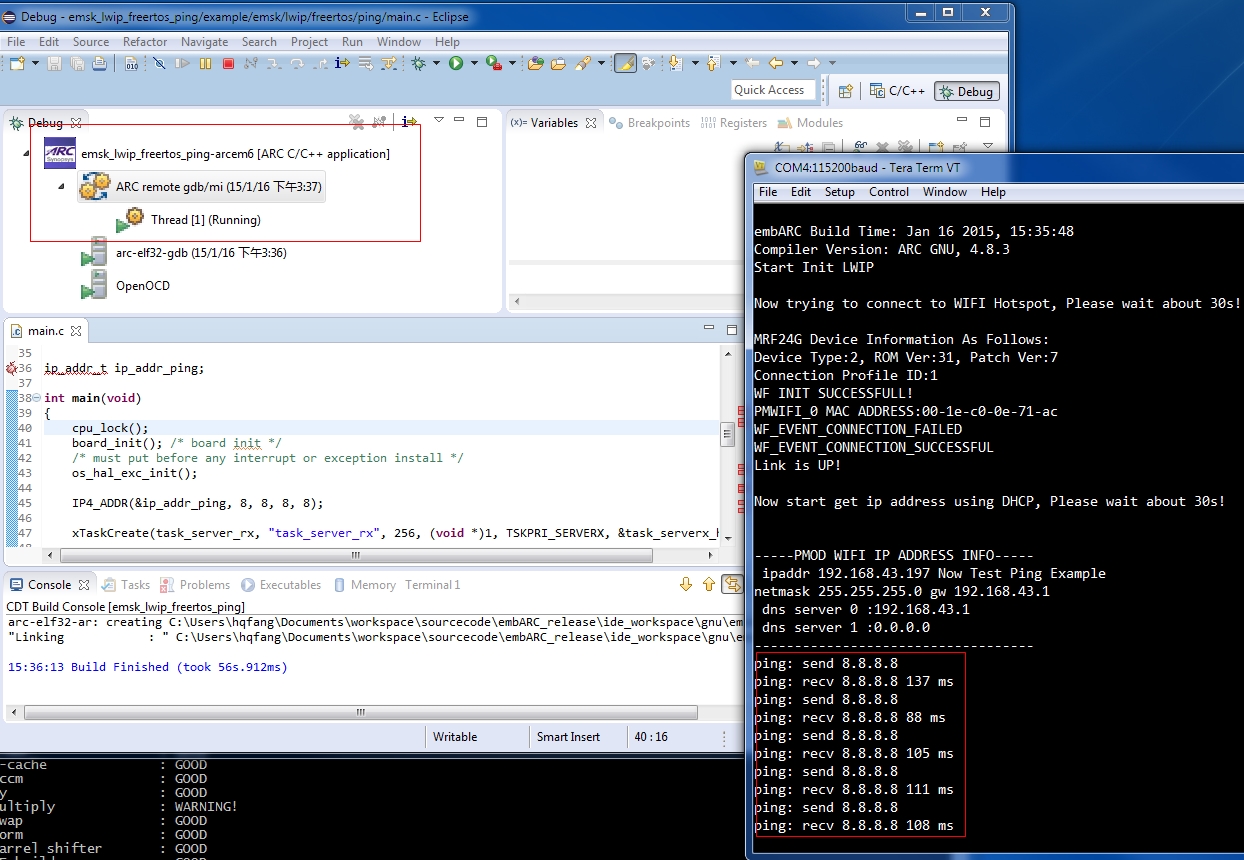 Debug - emsk_lwip_freertos_ping/example/emsk/lwip/freertos/ping/main.c - Eclipse
File Edit Source Refactor Navigate Search Project Run Window Help
Quick Access
C/C++
Debug
Debug
ARC
Synopsys
emsk_lwip_freertos_ping-arcem6 [ARC C/C++ application]
ARC remote gdb/mi (15/1/16 下午3:37)
Thread [1] (Running)
arc-elf32-gdb (15/1/16 下午3:36)
OpenOCD
(x)= Variables
Breakpoints
Registers
Modules
main.c
35
36 ip_addr_t ip_addr_ping;
37
38 int main(void)
39 {
40 cpu_lock();
41 board_init(); /* board init */
42 /* must put before any interrupt or exception install */
43 os_hal_exc_init();
44
45 IP4_ADDR(&ip_addr_ping, 8, 8, 8, 8);
46
47 xTaskCreate(task_server_rx, "task_server_rx", 256, (void *)1, TSKPRI_SERVERX, &task_serverx_
Console Tasks Problems Executables Memory Terminal 1
CDT Build Console [emsk_lwip_freertos_ping]
arc-elf32-ar: creating C:\Users\hqfang\Documents\workspace\sourcecode\embARC_release\ide_workspace\gnu\em
"Linking : " C:\Users\hqfang\Documents\workspace\sourcecode\embARC_release\ide_workspace\gnu\em
15:36:13 Build Finished (took 56s.912ms)
Writable Smart Insert 40 : 16
-cache : GOOD
ccm : GOOD
y : GOOD
ultiply : WARNING!
wap : GOOD
orm : GOOD
arrel shifter : GOOD
COM4:115200baud - Tera Term VT
File Edit Setup Control Window Help
embARC Build Time: Jan 16 2015, 15:35:48
Compiler Version: ARC GNU, 4.8.3
Start Init LWIP
Now trying to connect to WIFI Hotspot, Please wait about 30s!
MRF24G Device Information As Follows:
Device Type:2, ROM Ver:31, Patch Ver:7
Connection Profile ID:1
WF INIT SUCCESSFULL!
PMWIFI_0 MAC ADDRESS:00-1e-c0-0e-71-ac
WF_EVENT_CONNECTION_FAILED
WF_EVENT_CONNECTION_SUCCESSFUL
Link is UP!
Now start get ip address using DHCP, Please wait about 30s!
-----PMOD WIFI IP ADDRESS INFO-----
ipaddr 192.168.43.197 Now Test Ping Example
netmask 255.255.255.0 gw 192.168.43.1
dns server 0 :192.168.43.1
dns server 1 :0.0.0.0
-----------------------------------
ping: send 8.8.8.8
ping: recv 8.8.8.8 137 ms
ping: send 8.8.8.8
ping: recv 8.8.8.8 88 ms
ping: send 8.8.8.8
ping: recv 8.8.8.8 105 ms
ping: send 8.8.8.8
ping: recv 8.8.8.8 111 ms
ping: send 8.8.8.8
ping: recv 8.8.8.8 108 ms